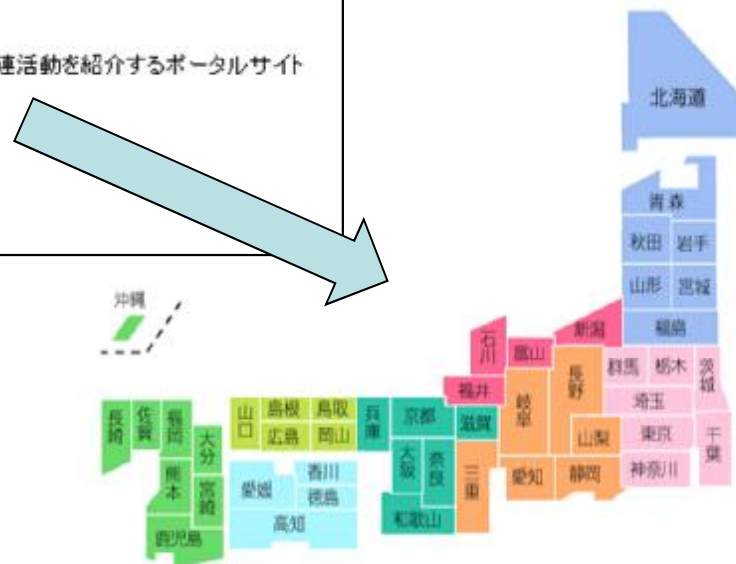 連活動を紹介するポータルサイト
北海道
青森
秋田 岩手
山形 宮城
福島
沖縄
石川 富山 新潟
福井
群馬 栃木 茨城
埼玉
東京 千葉
神奈川
岐阜 長野
山梨
愛知 静岡
三重
京都 滋賀
兵庫
大阪 奈良
和歌山
山口 島根 鳥取
広島 岡山
愛媛 香川
徳島
高知
長崎 佐賀 福岡 大分
熊本 宮崎
鹿児島